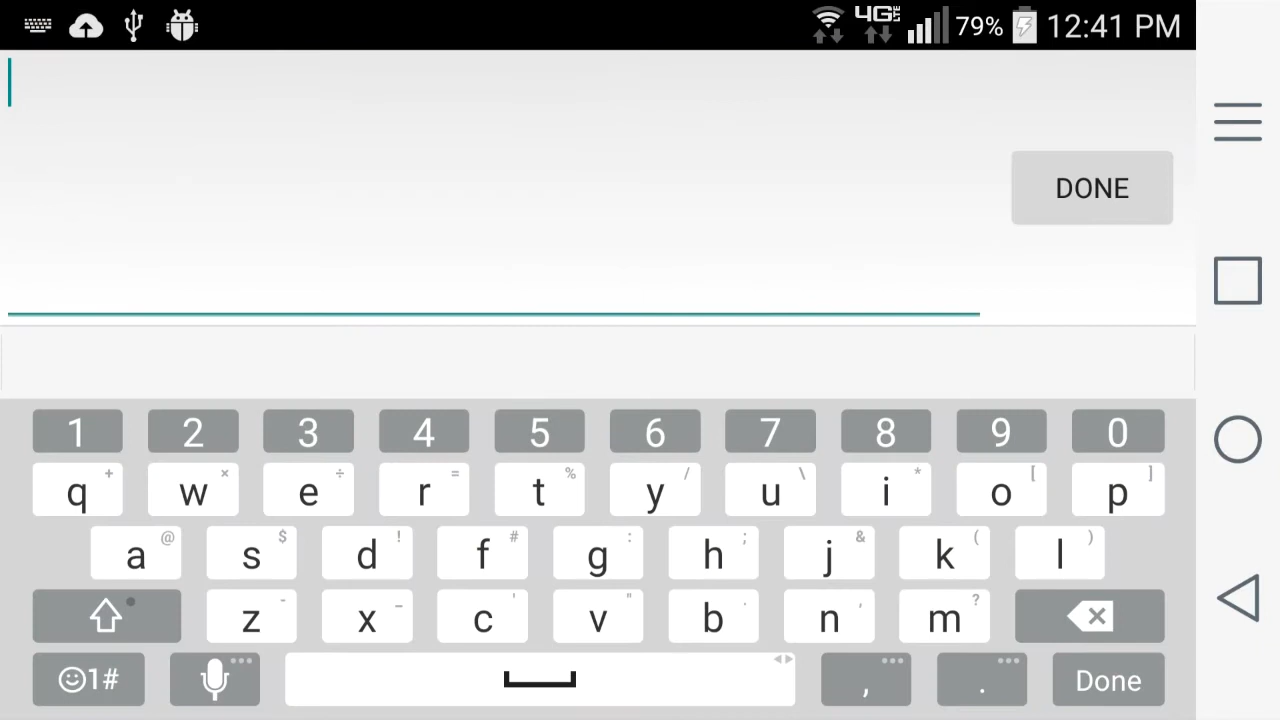 4G LTE 79% 12:41 PM
DONE
1 2 3 4 5 6 7 8 9 0
q + w × e ÷ r = t % y / u \ i * o [ p ]
a @ s $ d ! f # g : h ; j & k ( l )
z - x _ c ' v " b . n , m ?
1# , . Done